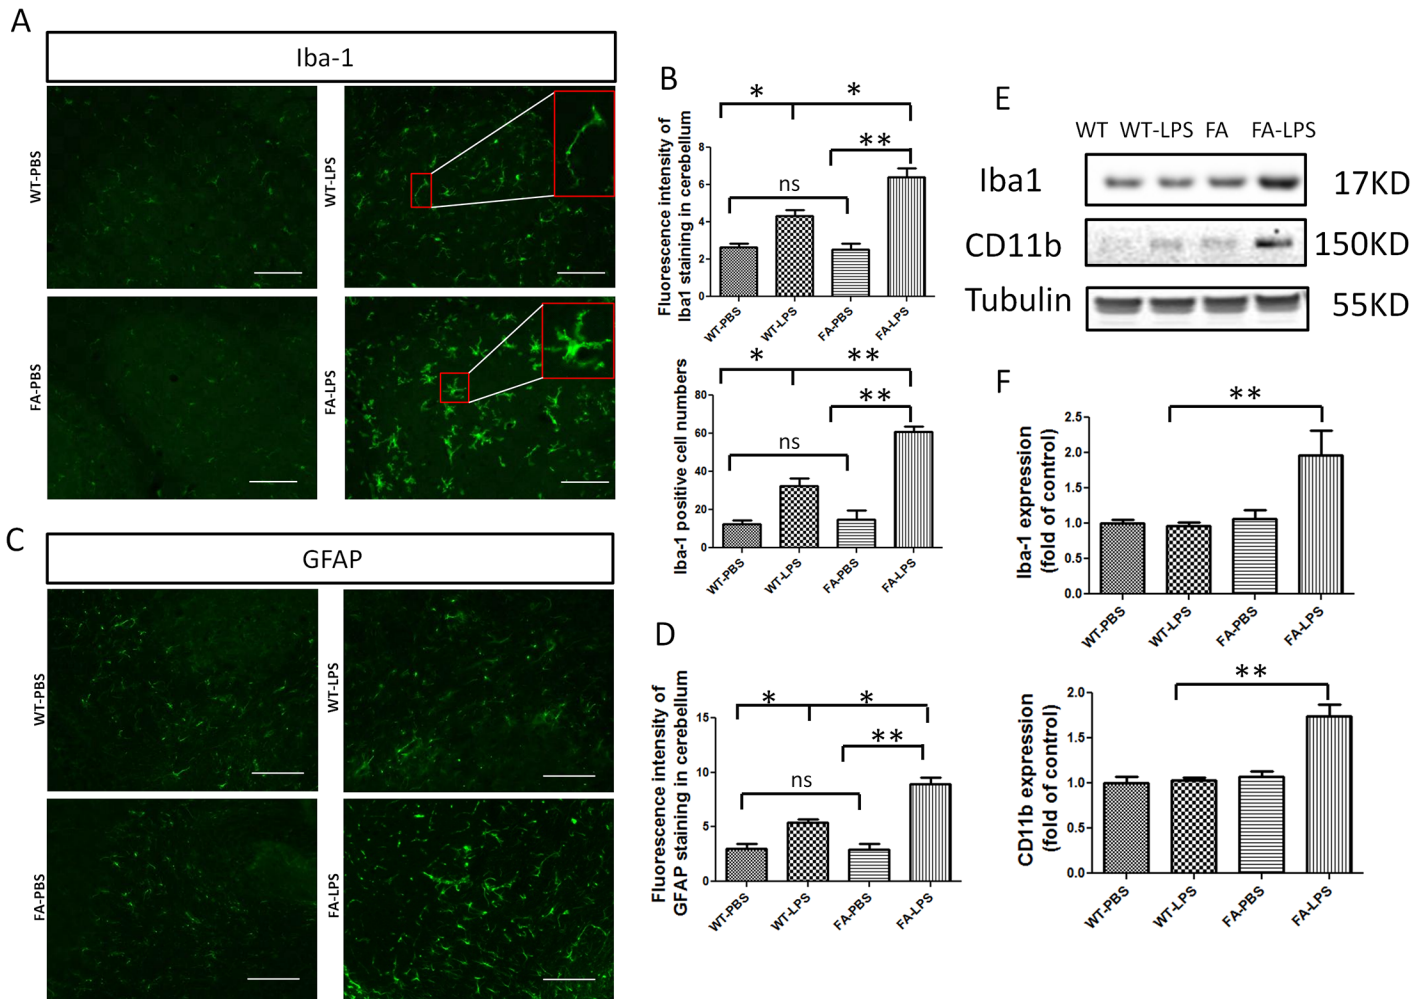 A
Iba-1
WT-PBS
WT-LPS
FA-PBS
FA-LPS
B
Fluorescence intensity of
Iba1 staining in cerebellum
8
6
4
2
0
* *
**
ns
WT-PBS
WT-LPS
FA-PBS
FA-LPS
Iba-1 positive cell numbers
80
60
40
20
0
* **
**
ns
WT-PBS
WT-LPS
FA-PBS
FA-LPS
C
GFAP
WT-PBS
WT-LPS
FA-PBS
FA-LPS
D
Fluorescence intensity of
GFAP staining in cerebellum
15
10
5
0
* *
**
ns
WT-PBS
WT-LPS
FA-PBS
FA-LPS
E
WT WT-LPS FA FA-LPS
Iba1 17KD
CD11b 150KD
Tubulin 55KD
F
Iba-1 expression
(fold of control)
2.5
2.0
1.5
1.0
0.5
0.0
**
WT-PBS
WT-LPS
FA-PBS
FA-LPS
CD11b expression
(fold of control)
2.0
1.5
1.0
0.5
0.0
**
WT-PBS
WT-LPS
FA-PBS
FA-LPS